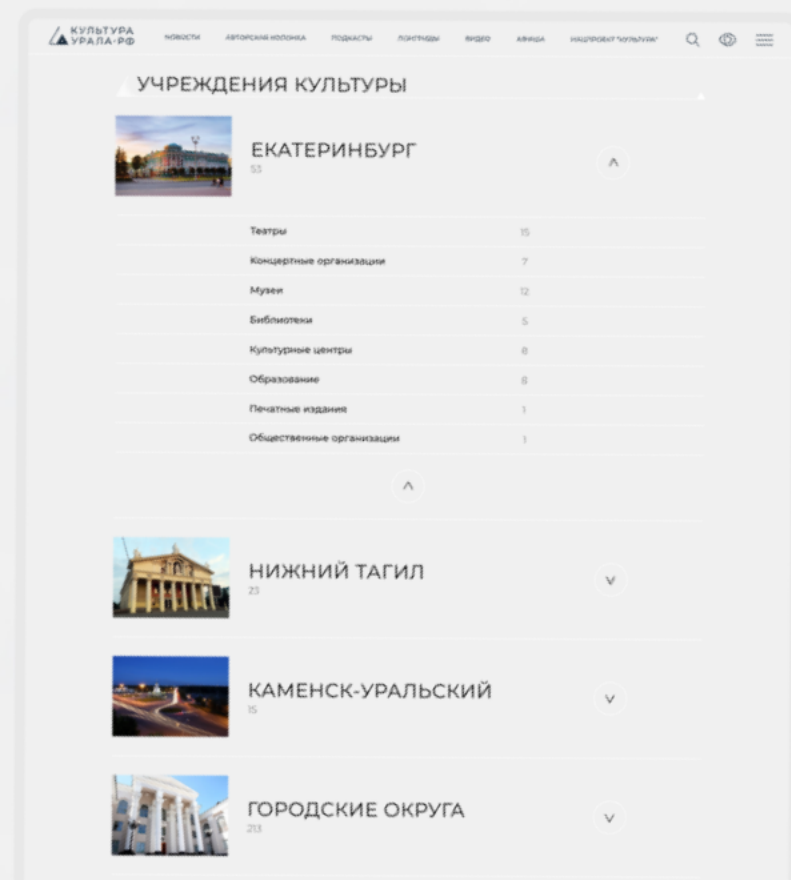 КУЛЬТУРА
УРАЛА·РФ
НОВОСТИ АВТОРСКАЯ КОЛОНКА ПОДКАСТЫ ЛОНГРИДЫ ВИДЕО АФИША НАЦПРОЕКТ "КУЛЬТУРА"
УЧРЕЖДЕНИЯ КУЛЬТУРЫ
ЕКАТЕРИНБУРГ
53
Театры 15
Концертные организации 7
Музеи 12
Библиотеки 5
Культурные центры
Образование
Печатные издания 1
Общественные организации 1
НИЖНИЙ ТАГИЛ
23
КАМЕНСК-УРАЛЬСКИЙ
15
ГОРОДСКИЕ ОКРУГА
213